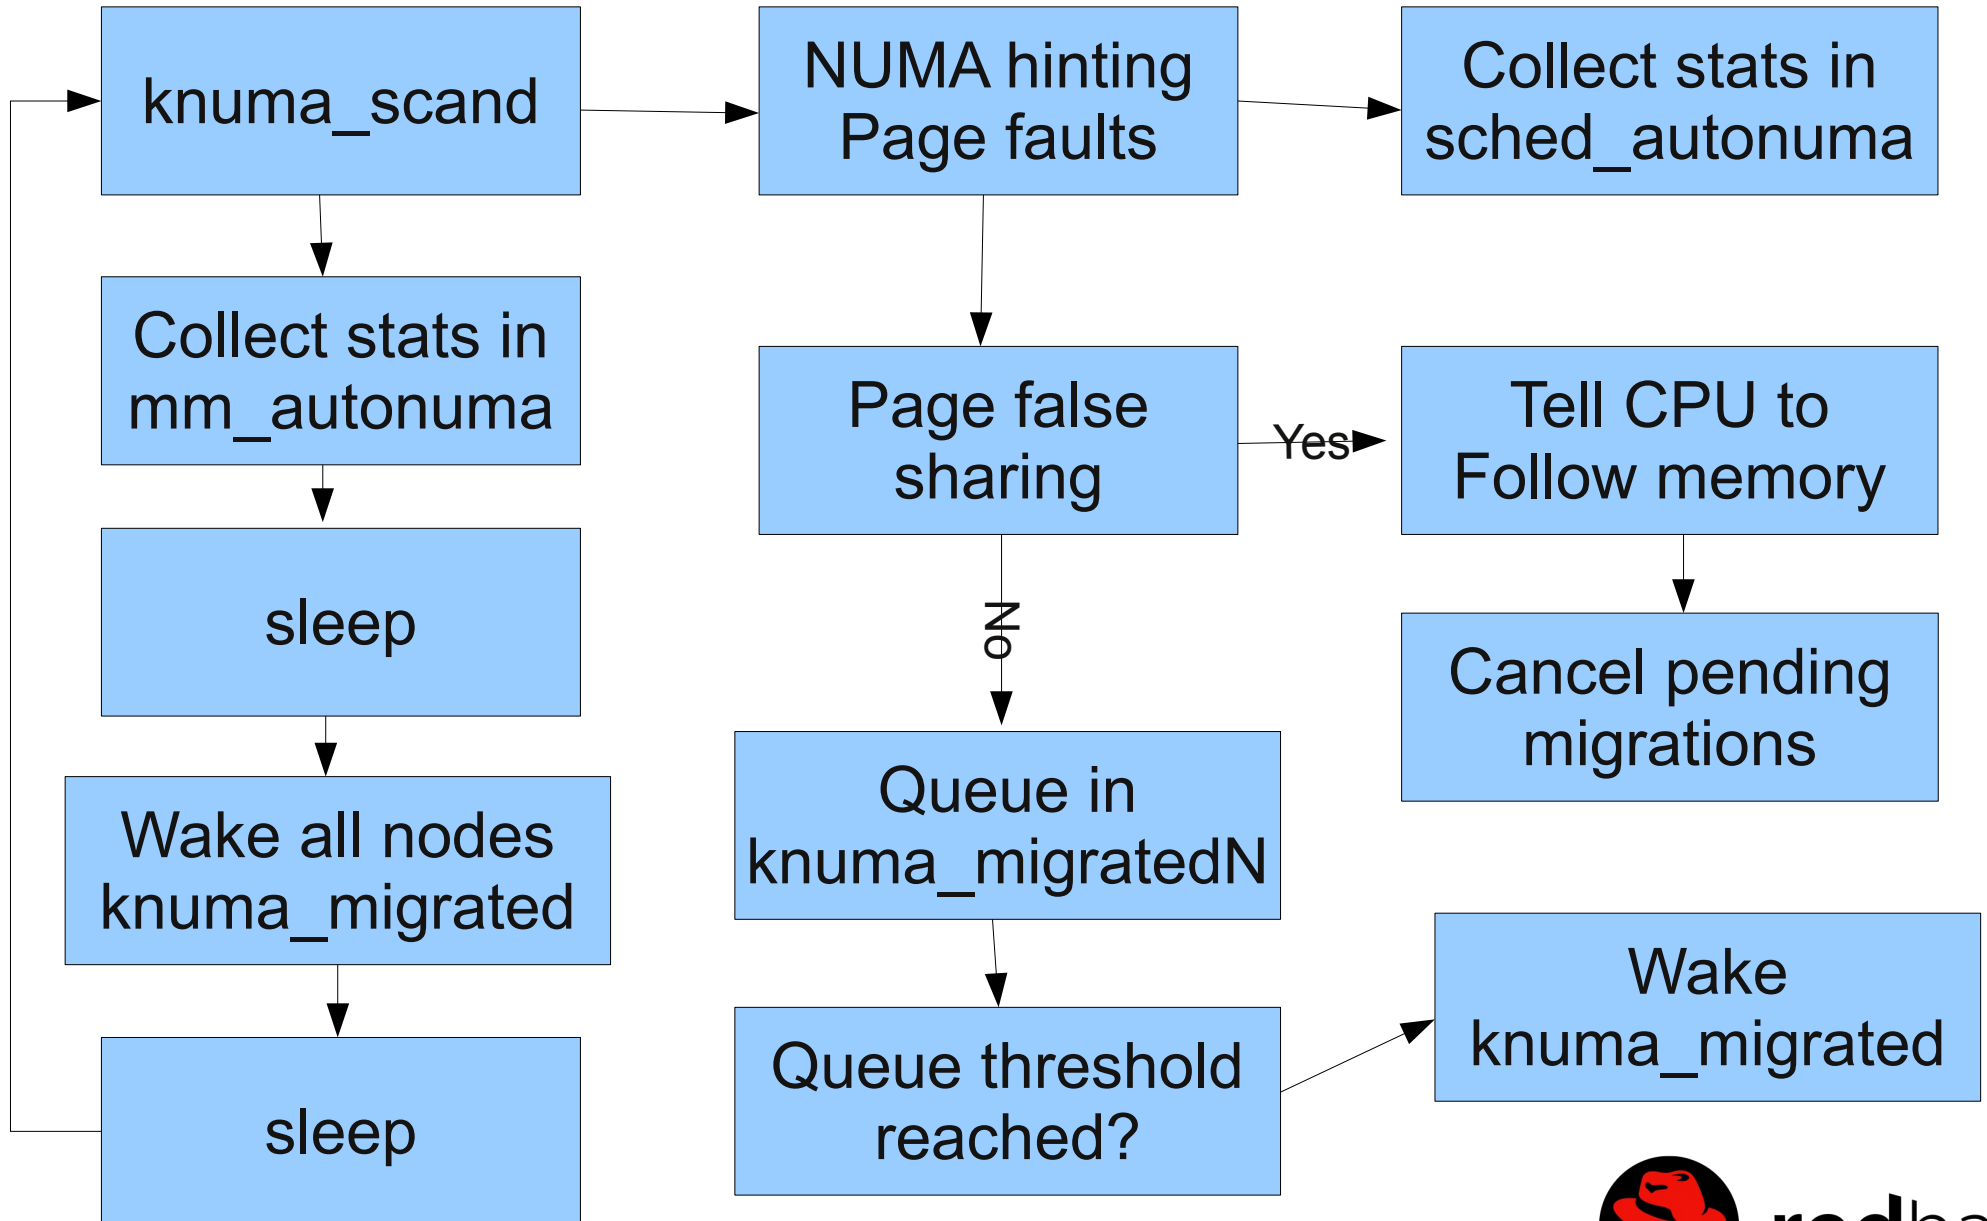 knuma_scand
NUMA hinting
Page faults
Collect stats in
sched_autonuma
Collect stats in
mm_autonuma
Page false
sharing
Yes
Tell CPU to
Follow memory
sleep
No
Cancel pending
migrations
Wake all nodes
knuma_migrated
Queue in
knuma_migratedN
Wake
knuma_migrated
sleep
Queue threshold
reached?